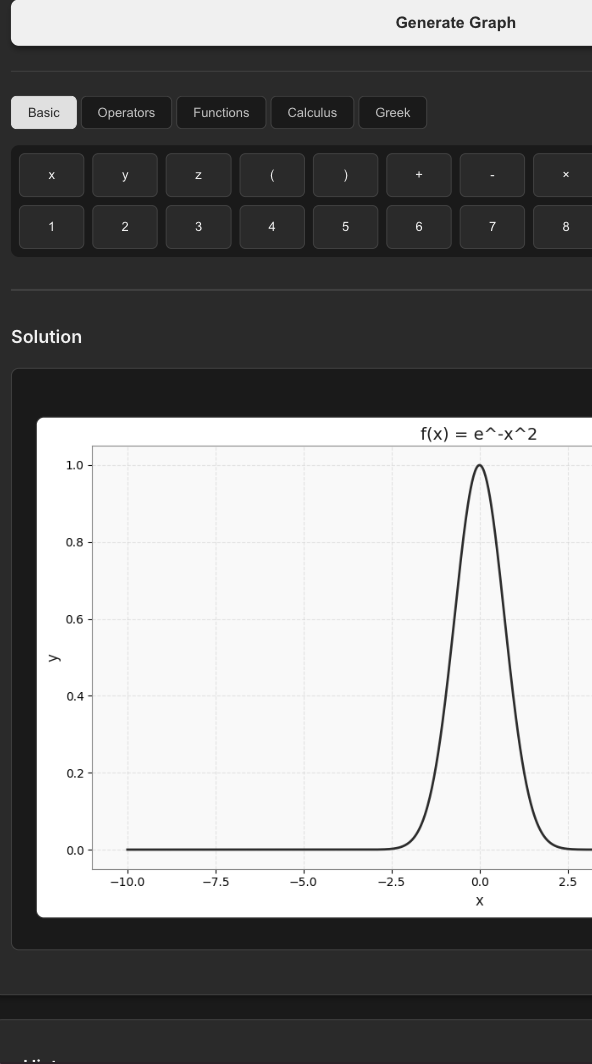 Generate Graph
Basic Operators Functions Calculus Greek
x y z ( ) + - ×
1 2 3 4 5 6 7 8
Solution
f(x) = e^-x^2
1.0
0.8
0.6
y
0.4
0.2
0.0
−10.0 −7.5 −5.0 −2.5 0.0 2.5
x